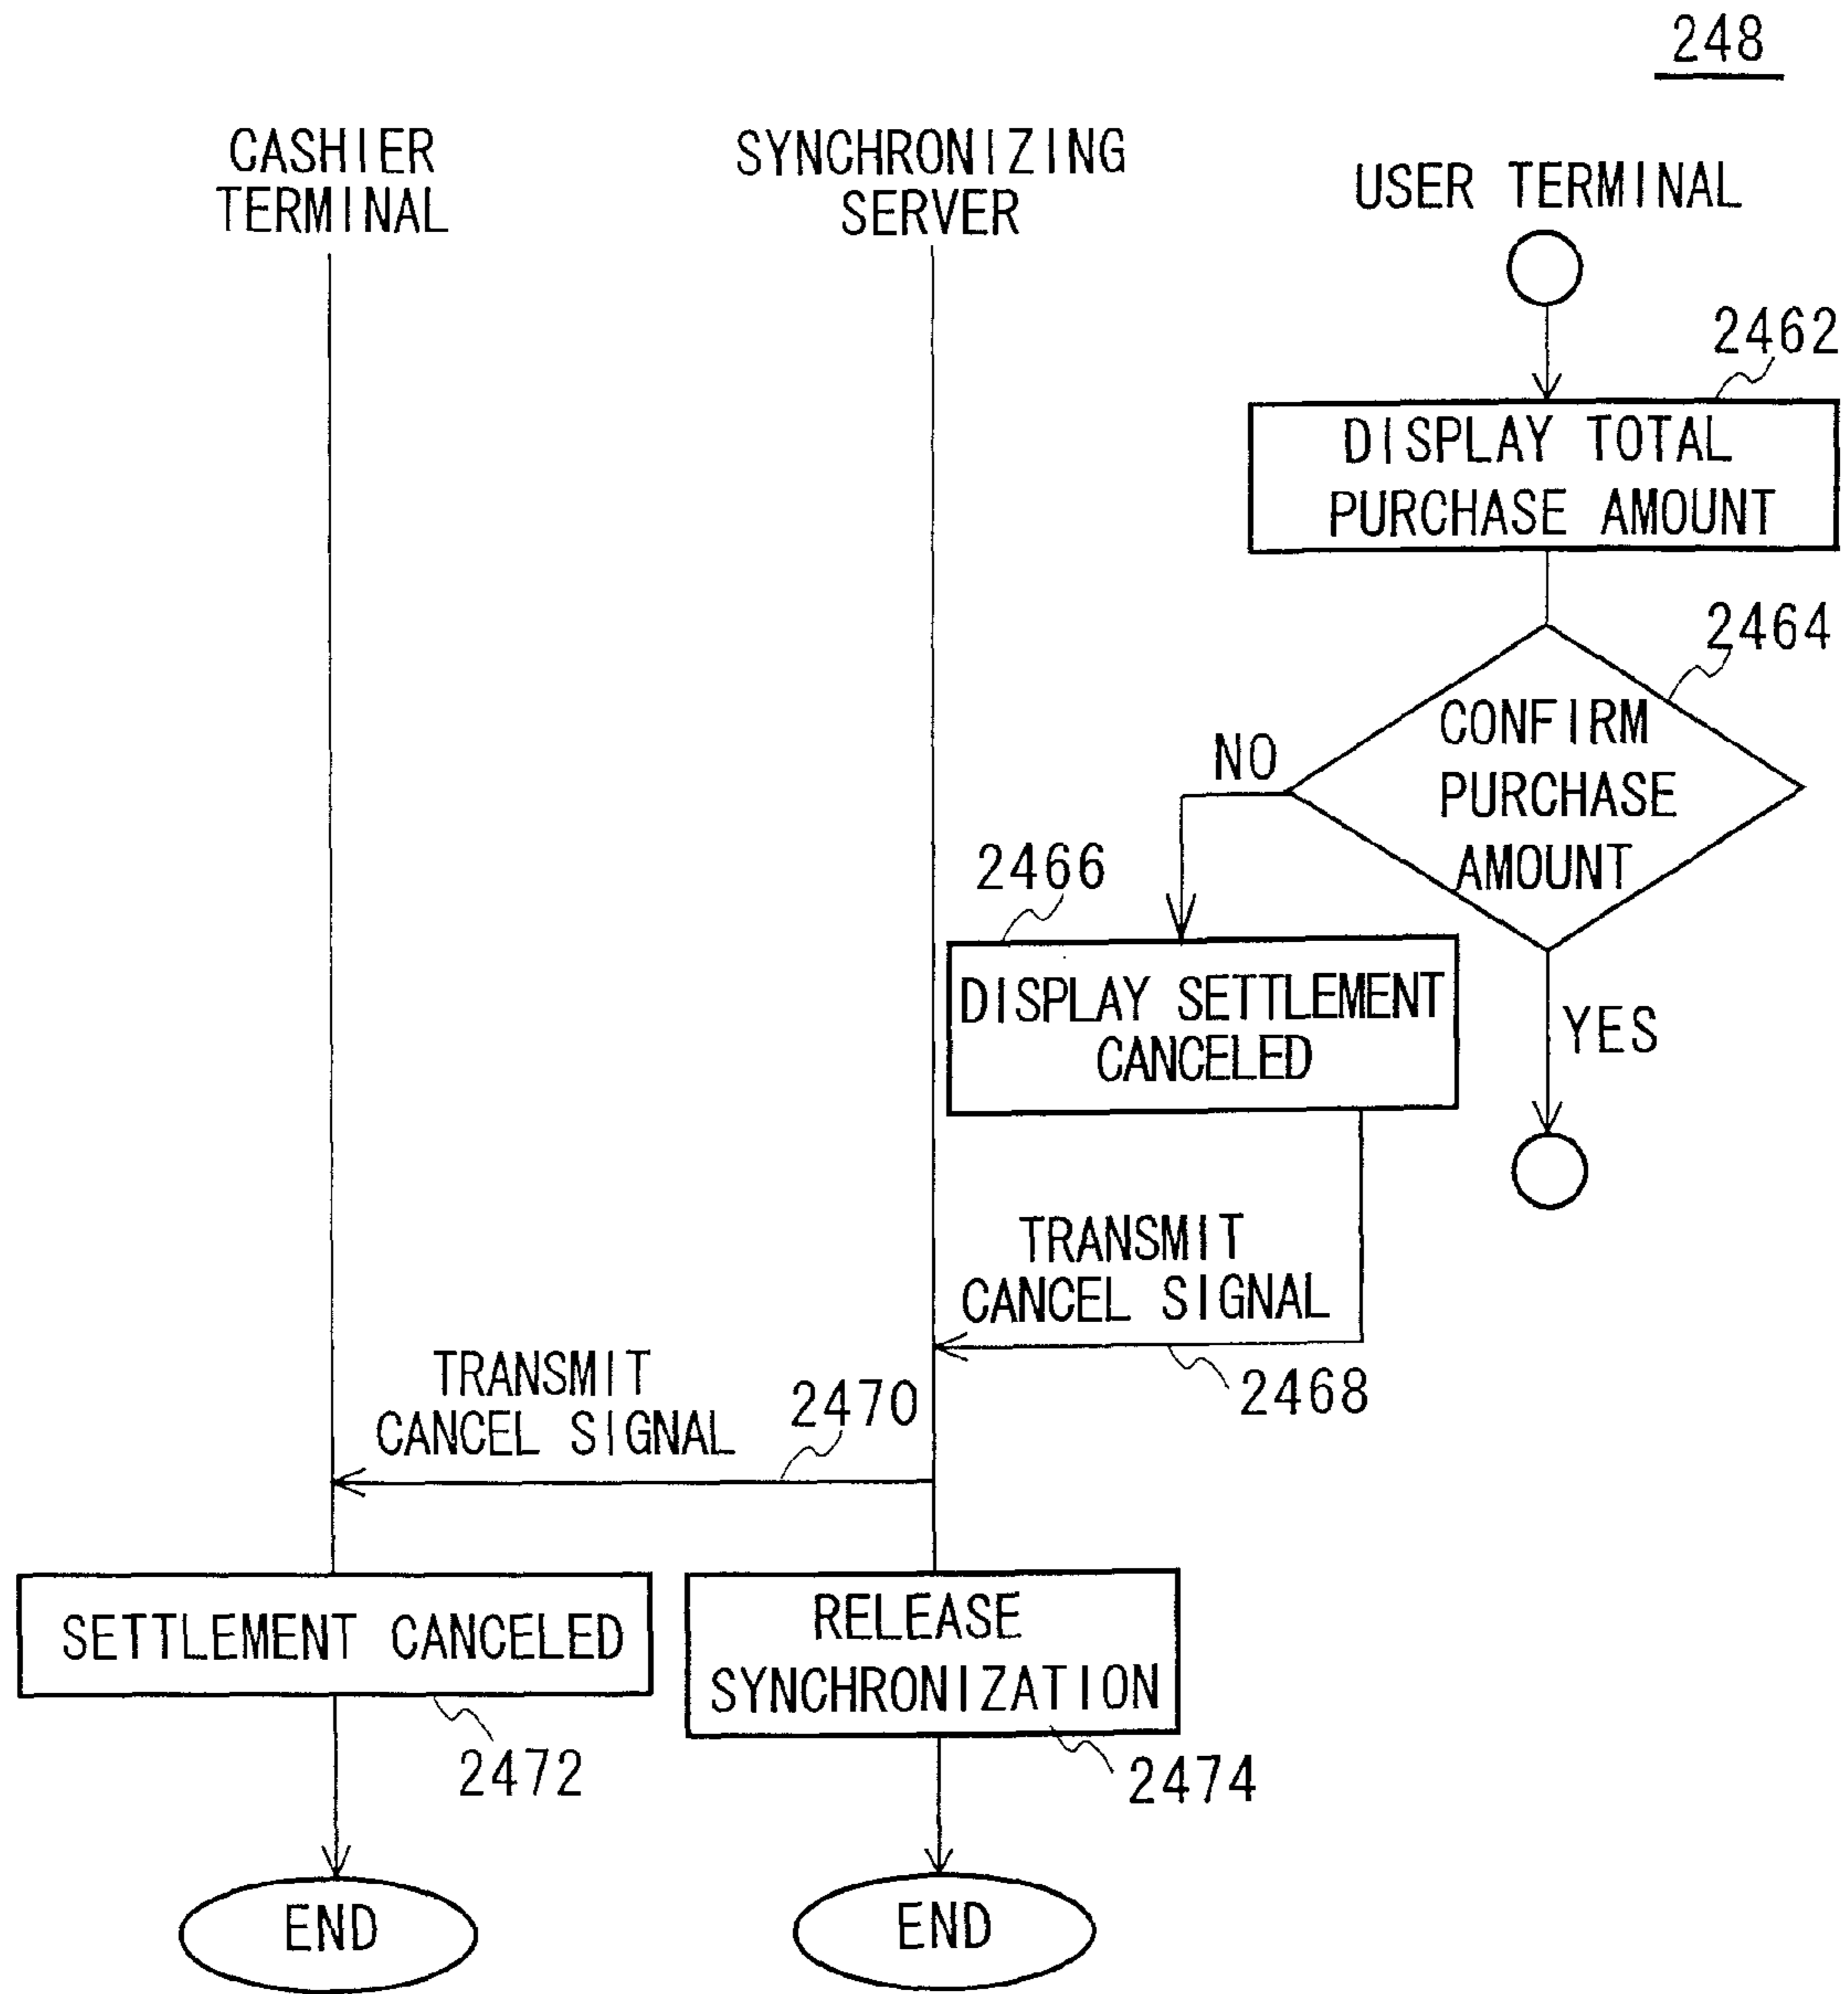 248
CASHIER
TERMINAL
SYNCHRONIZING
SERVER
USER TERMINAL
2462
DISPLAY TOTAL
PURCHASE AMOUNT
2464
CONFIRM
PURCHASE
AMOUNT
NO
2466
DISPLAY SETTLEMENT
CANCELED
YES
TRANSMIT
CANCEL SIGNAL
2468
TRANSMIT
CANCEL SIGNAL
2470
SETTLEMENT CANCELED
2472
RELEASE
SYNCHRONIZATION
2474
END
END